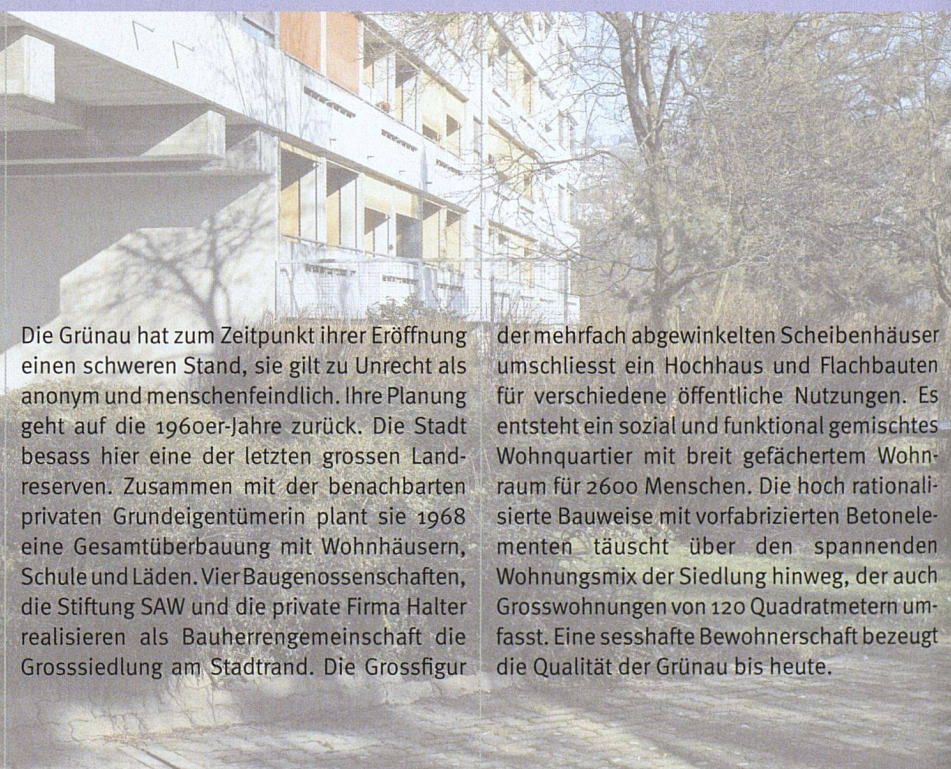 Die Grünau hat zum Zeitpunkt ihrer Eröffnung
einen schweren Stand, sie gilt zu Unrecht als
anonym und menschenfeindlich. Ihre Planung
geht auf die 1960er-Jahre zurück. Die Stadt
besass hier eine der letzten grossen Land-
reserven. Zusammen mit der benachbarten
privaten Grundeigentümerin plant sie 1968
eine Gesamtüberbauung mit Wohnhäusern,
Schule und Läden. Vier Baugenossenschaften,
die Stiftung SAW und die private Firma Halter
realisieren als Bauherrengemeinschaft die
Grosssiedlung am Stadtrand. Die Grossfigur
der mehrfach abgewinkelten Scheibenhäuser
umschliesst ein Hochhaus und Flachbauten
für verschiedene öffentliche Nutzungen. Es
entsteht ein sozial und funktional gemischtes
Wohnquartier mit breit gefächertem Wohn-
raum für 2600 Menschen. Die hoch rationali-
sierte Bauweise mit vorfabrizierten Betonele-
menten täuscht über den spannenden
Wohnungsmix der Siedlung hinweg, der auch
Grosswohnungen von 120 Quadratmetern um-
fasst. Eine sesshafte Bewohnerschaft bezeugt
die Qualität der Grünau bis heute.